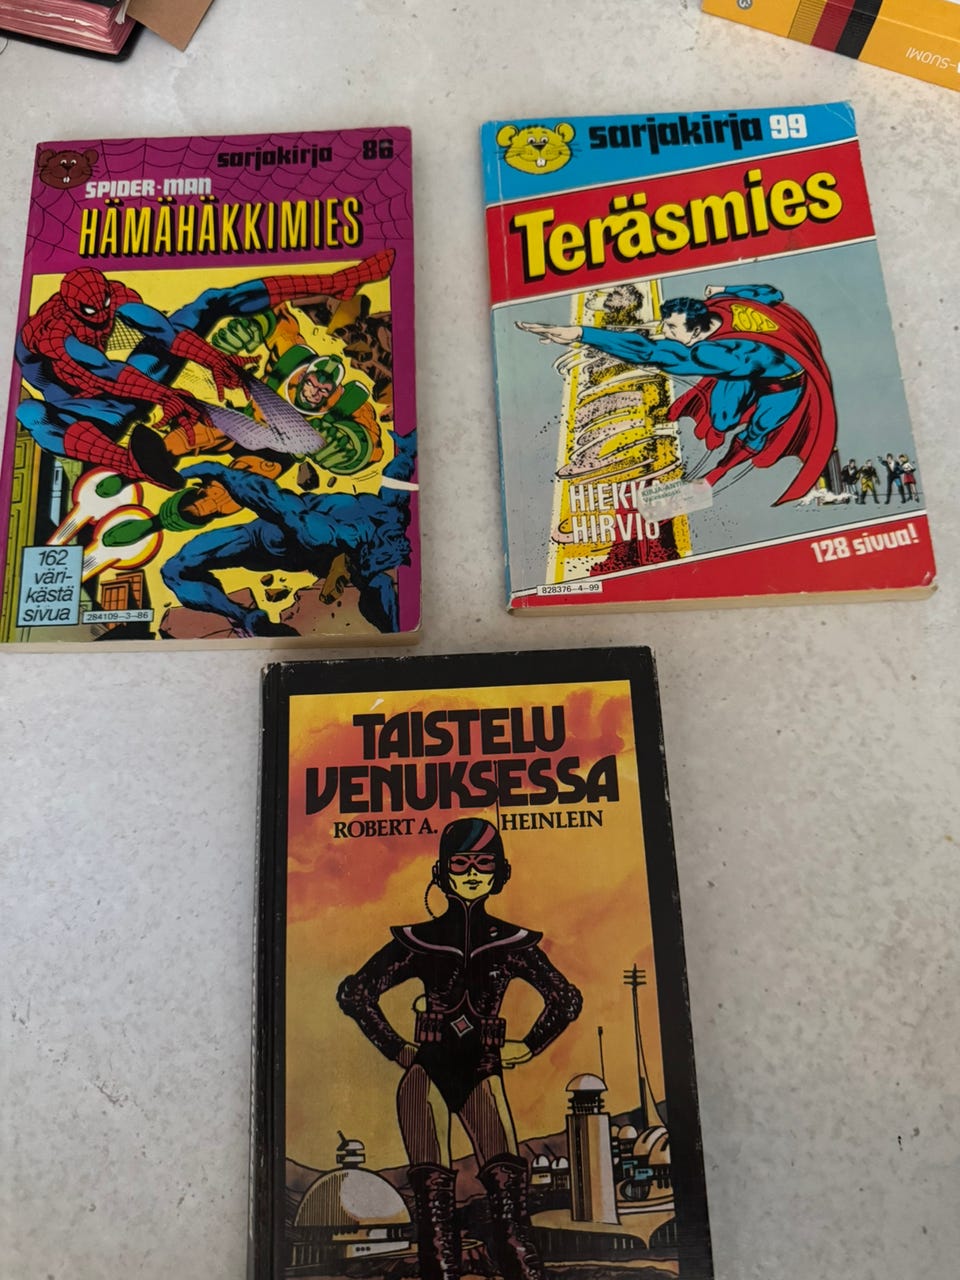 -SUOMI
sarjakirja 86
SPIDER-MAN
HÄMÄHÄKKIMIES
162
väri-
kästä
sivua
284109-3-86
sarjakirja 99
Teräsmies
HIEKKA
HIRVIÖ
128 sivua!
828376-4-99
TAISTELU
VENUKSESSA
ROBERT A. HEINLEIN